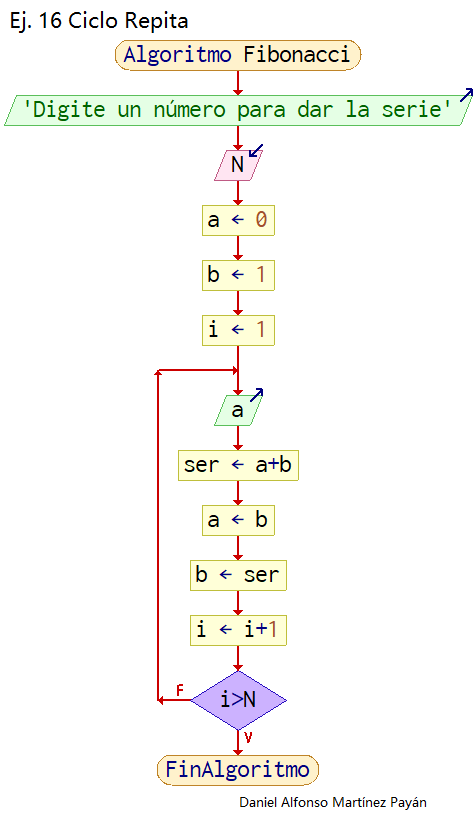 Ej. 16 Ciclo Repita
Algoritmo Fibonacci
'Digite un número para dar la serie'
N
a ← 0
b ← 1
i ← 1
a
ser ← a+b
a ← b
b ← ser
i ← i+1
i>N
F
V
FinAlgoritmo
Daniel Alfonso Martínez Payán